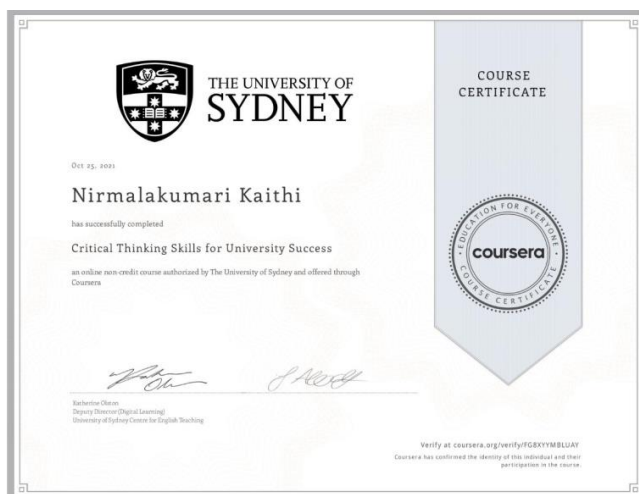 THE UNIVERSITY OF
SYDNEY
COURSE
CERTIFICATE
Oct 25, 2021
Nirmalakumari Kaithi
has successfully completed
Critical Thinking Skills for University Success
an online non-credit course authorized by The University of Sydney and offered through
Coursera
EDUCATION FOR EVERYONE
coursera
COURSE CERTIFICATE
Katherine Olston
Deputy Director (Digital Learning)
University of Sydney Centre for English Teaching
Verify at coursera.org/verify/FG8XYYMBLUAY
Coursera has confirmed the identity of this individual and their
participation in the course.